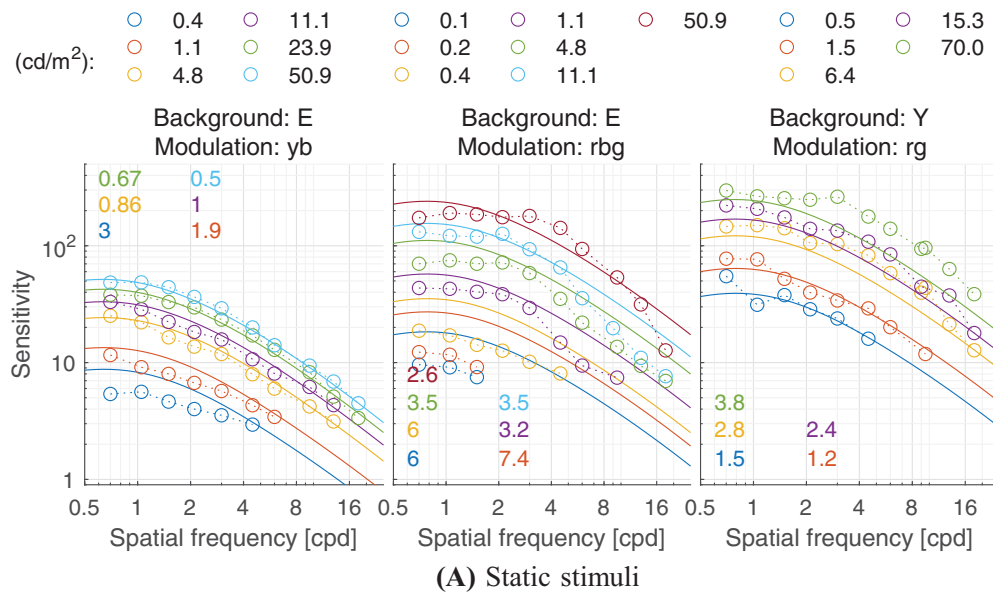 0.4 11.1 0.1 1.1 50.9 0.5 15.3
(cd/m²): 1.1 23.9 0.2 4.8 1.5 70.0
4.8 50.9 0.4 11.1 6.4
Background: E Background: E Background: Y
Modulation: yb Modulation: rbg Modulation: rg
Sensitivity
10²
10
1
0.67 0.5
0.86 1
3 1.9
2.6
3.5 3.5
6 3.2
6 7.4
3.8
2.8 2.4
1.5 1.2
0.5 1 2 4 8 16 0.5 1 2 4 8 16 0.5 1 2 4 8 16
Spatial frequency [cpd] Spatial frequency [cpd] Spatial frequency [cpd]
(A) Static stimuli